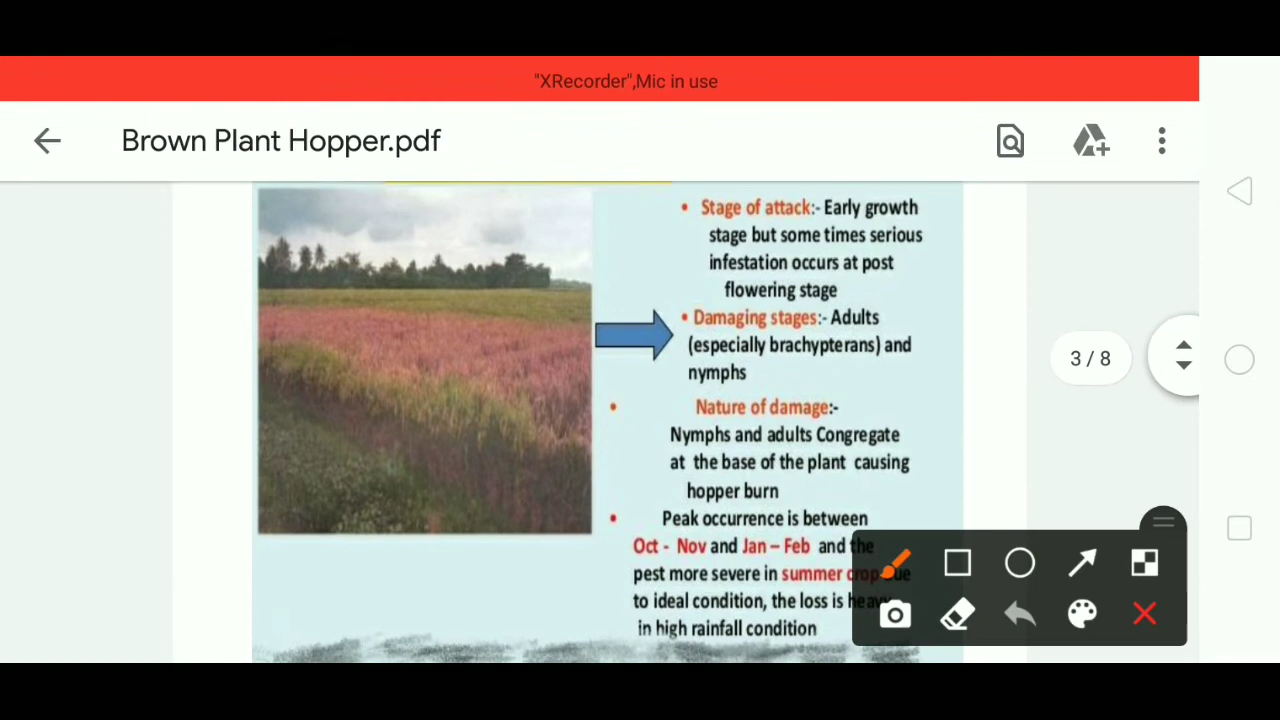 "XRecorder",Mic in use
Brown Plant Hopper.pdf
• Stage of attack:- Early growth
stage but some times serious
infestation occurs at post
flowering stage
• Damaging stages:- Adults
(especially brachypterans) and
nymphs
• Nature of damage:-
Nymphs and adults Congregate
at the base of the plant causing
hopper burn
• Peak occurrence is between
Oct - Nov and Jan – Feb and the
pest more severe in summer crop
to ideal condition, the loss is heavy
in high rainfall condition
3 / 8